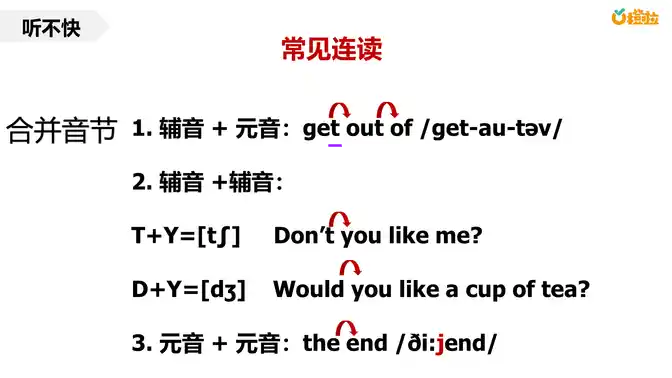 听不快
橙啦
常见连读
合并音节
1. 辅音 + 元音：get out of /get-au-təv/
2. 辅音 +辅音：
T+Y=[tʃ] Don’t you like me?
D+Y=[dʒ] Would you like a cup of tea?
3. 元音 + 元音：the end /ði:jend/